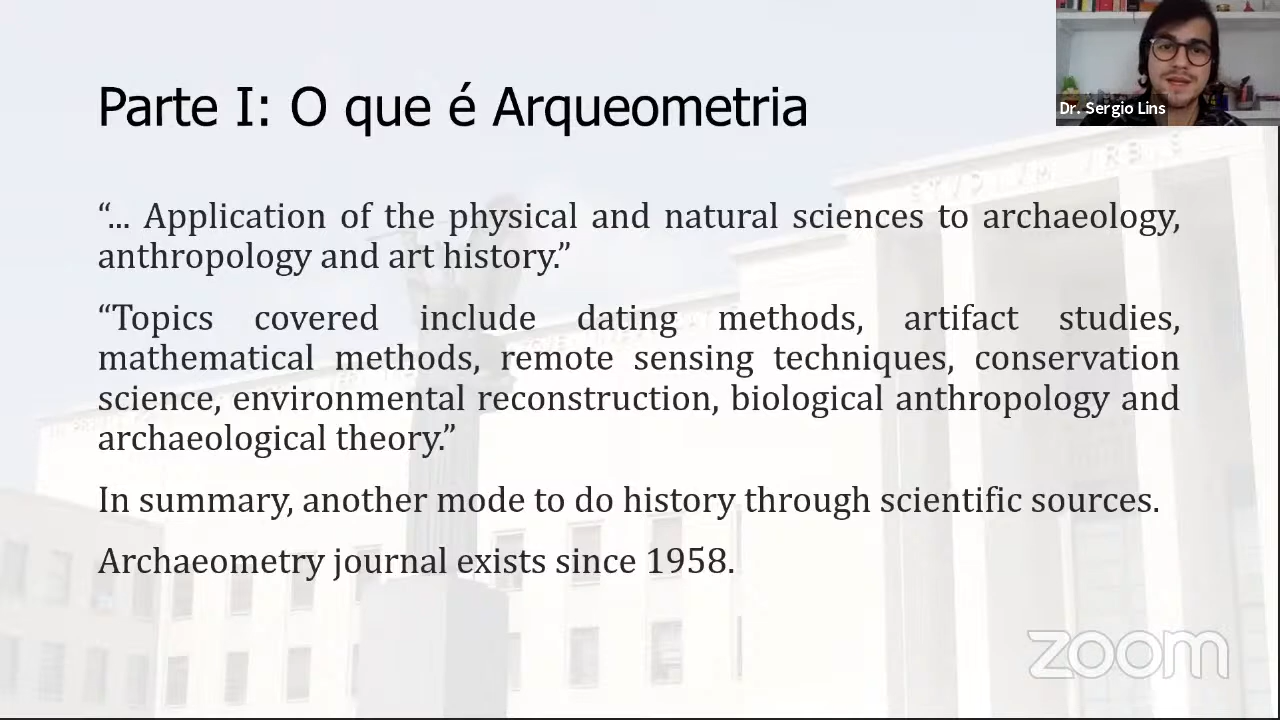 Parte I: O que é Arqueometria
Dr. Sergio Lins
STVDIVM VRBIS
“... Application of the physical and natural sciences to archaeology,
anthropology and art history.”
“Topics covered include dating methods, artifact studies,
mathematical methods, remote sensing techniques, conservation
science, environmental reconstruction, biological anthropology and
archaeological theory.”
In summary, another mode to do history through scientific sources.
Archaeometry journal exists since 1958.
zoom